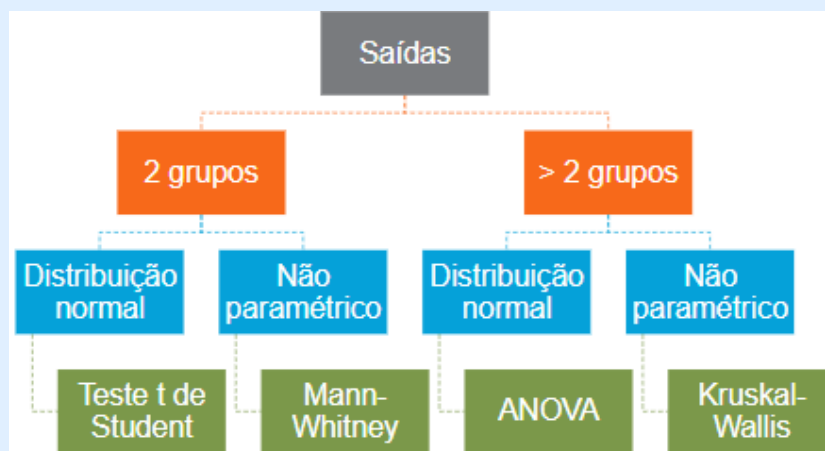 Saídas
2 grupos
> 2 grupos
Distribuição
normal
Não
paramétrico
Distribuição
normal
Não
paramétrico
Teste t de
Student
Mann-
Whitney
ANOVA
Kruskal-
Wallis